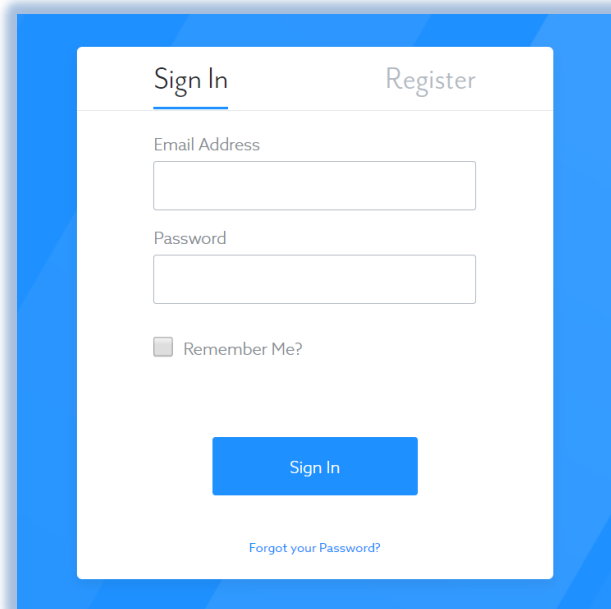 Sign In
Register
Email Address
Password
Remember Me?
Sign In
Forgot your Password?